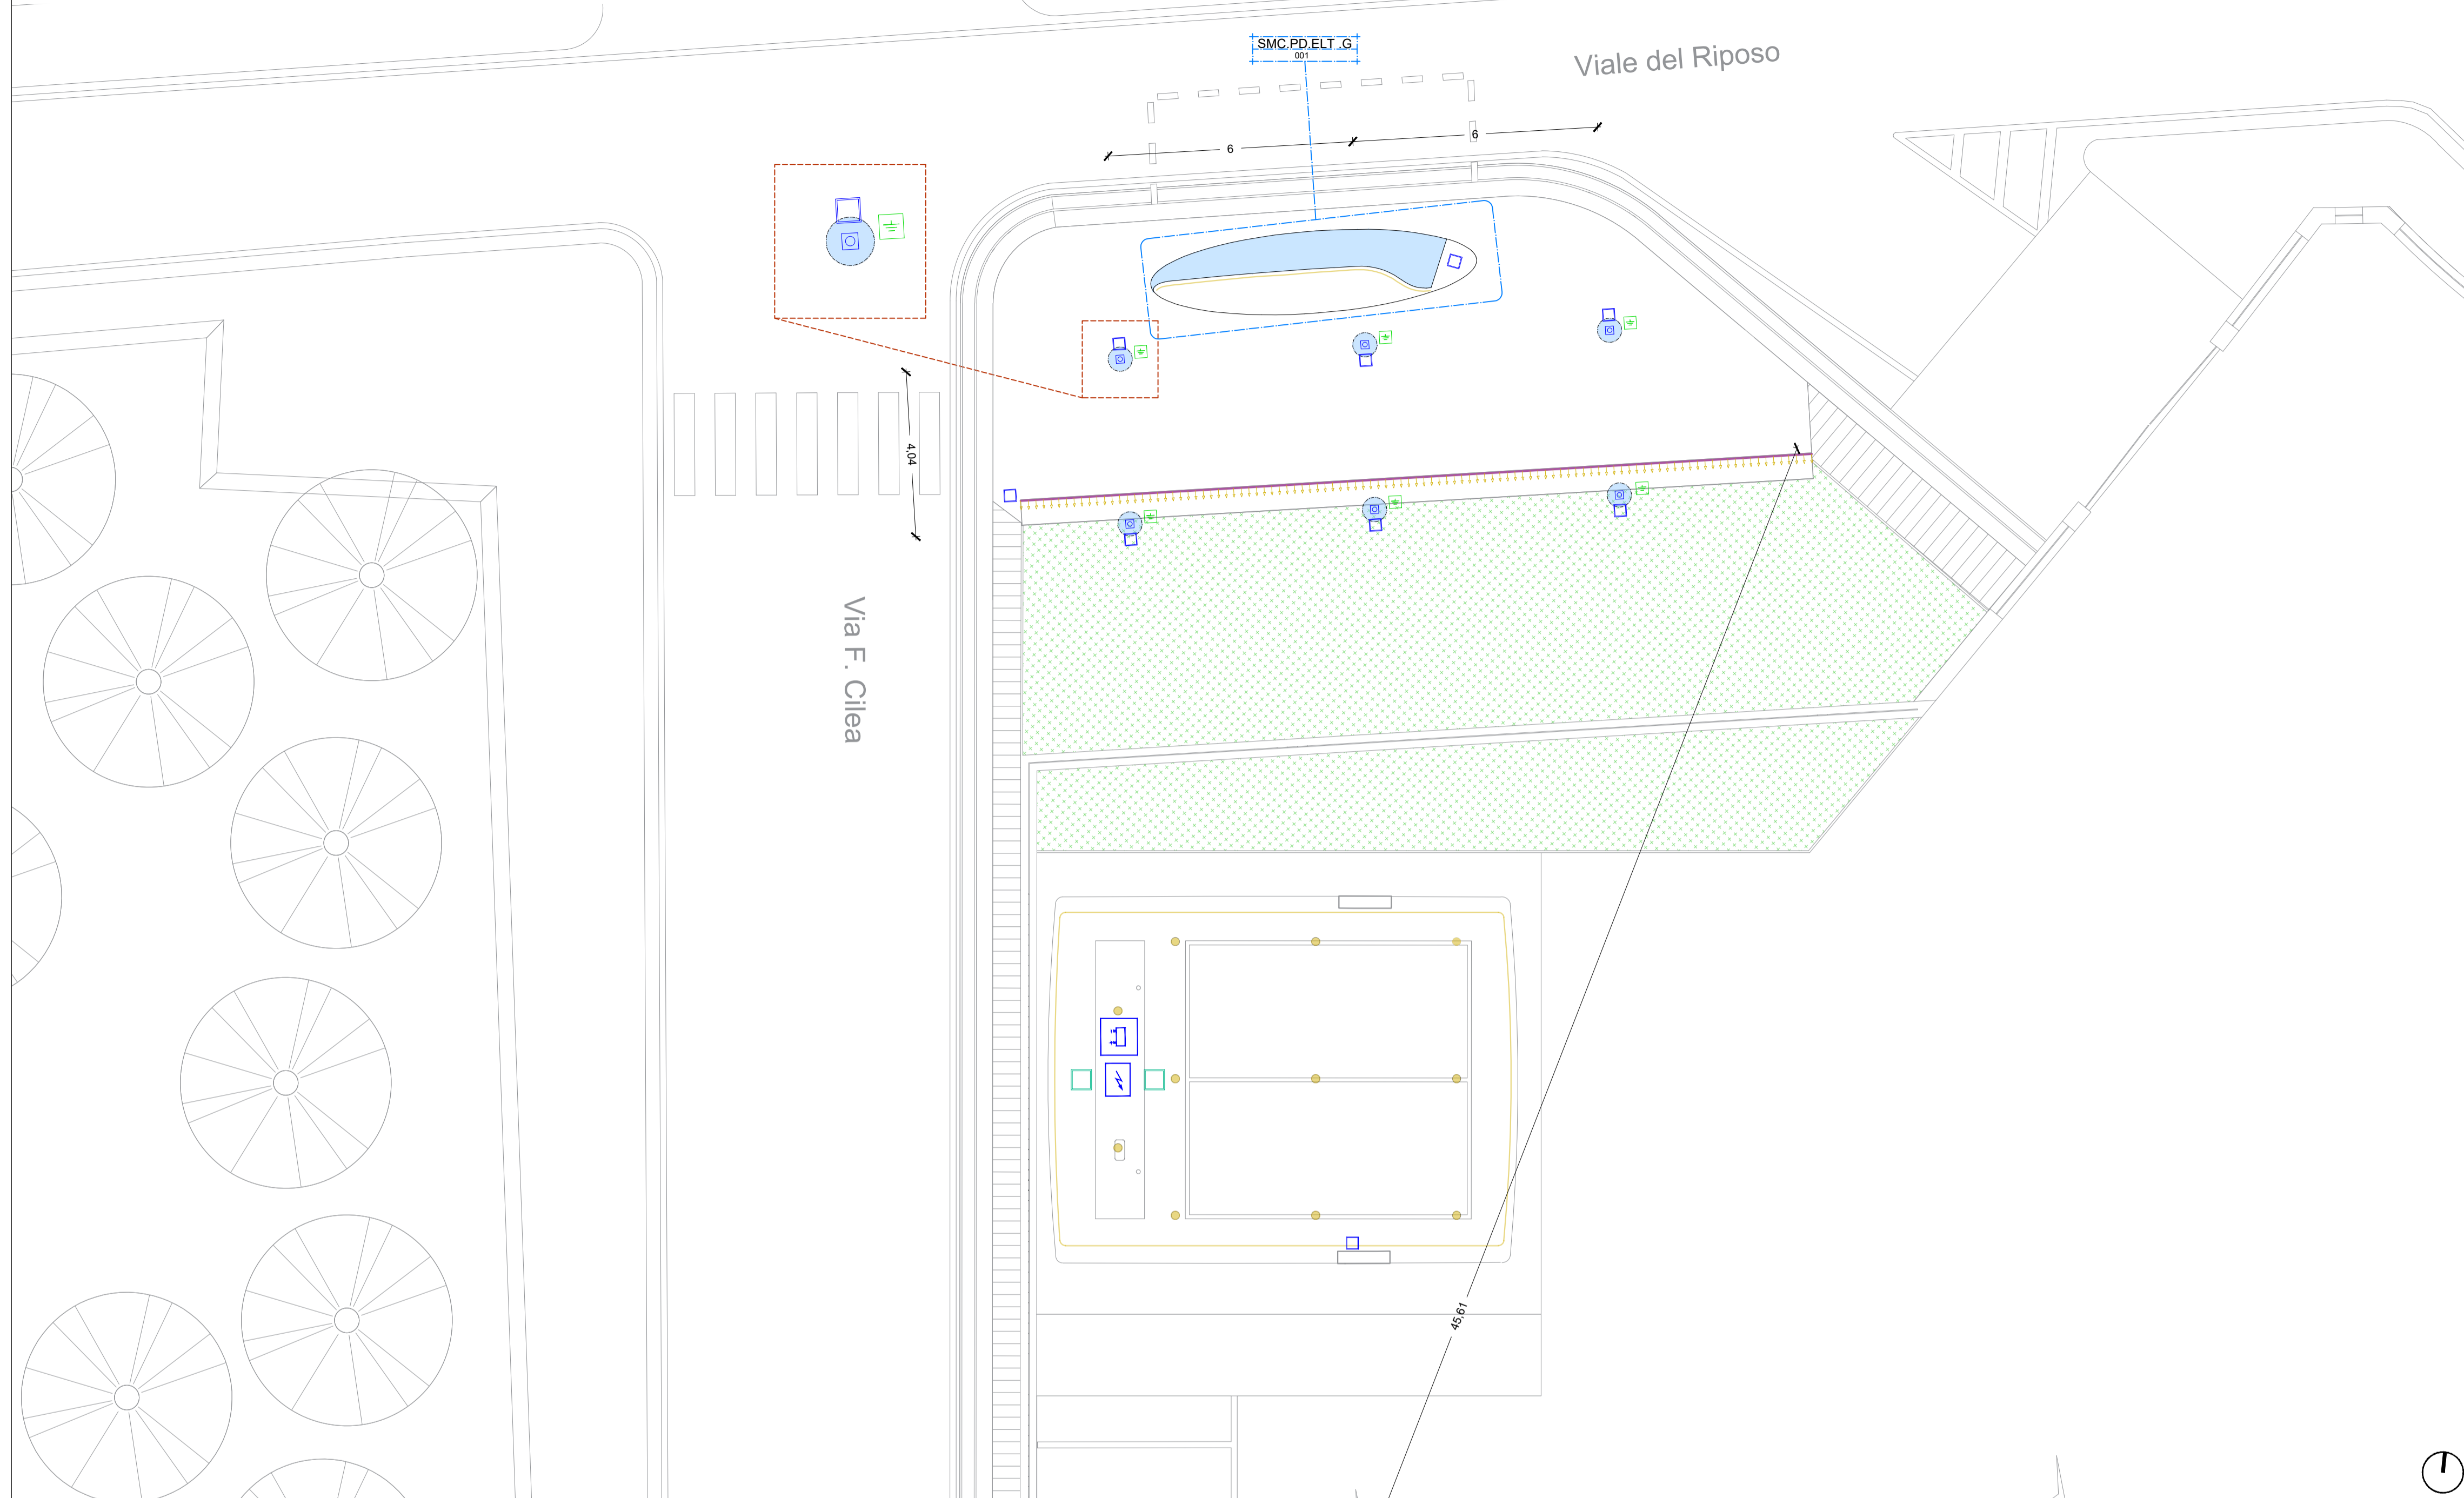 SMC.PD.ELT .G
001
Viale del Riposo
6
6
4,04
Via F. Cilea
45,61